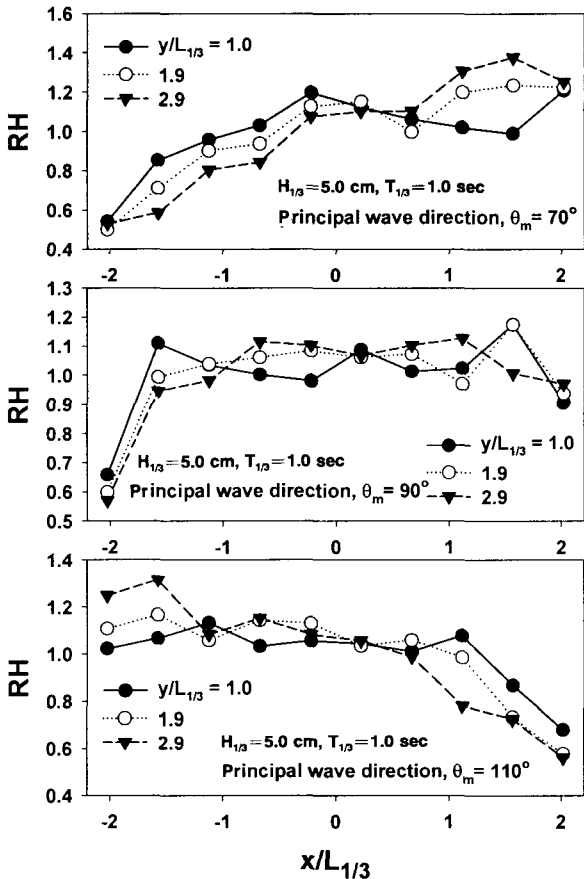 1.6
1.4
1.2
1.0
0.8
0.6
0.4
RH
y/L1/3 = 1.0
1.9
2.9
H1/3=5.0 cm, T1/3=1.0 sec
Principal wave direction, θm= 70°
-2 -1 0 1 2
1.3
1.2
1.1
1.0
0.9
0.8
0.7
0.6
0.5
RH
y/L1/3 = 1.0
1.9
2.9
H1/3=5.0 cm, T1/3=1.0 sec
Principal wave direction, θm= 90°
-2 -1 0 1 2
1.4
1.2
1.0
0.8
0.6
0.4
RH
y/L1/3 = 1.0
1.9
2.9
H1/3=5.0 cm, T1/3=1.0 sec
Principal wave direction, θm= 110°
-2 -1 0 1 2
x/L1/3